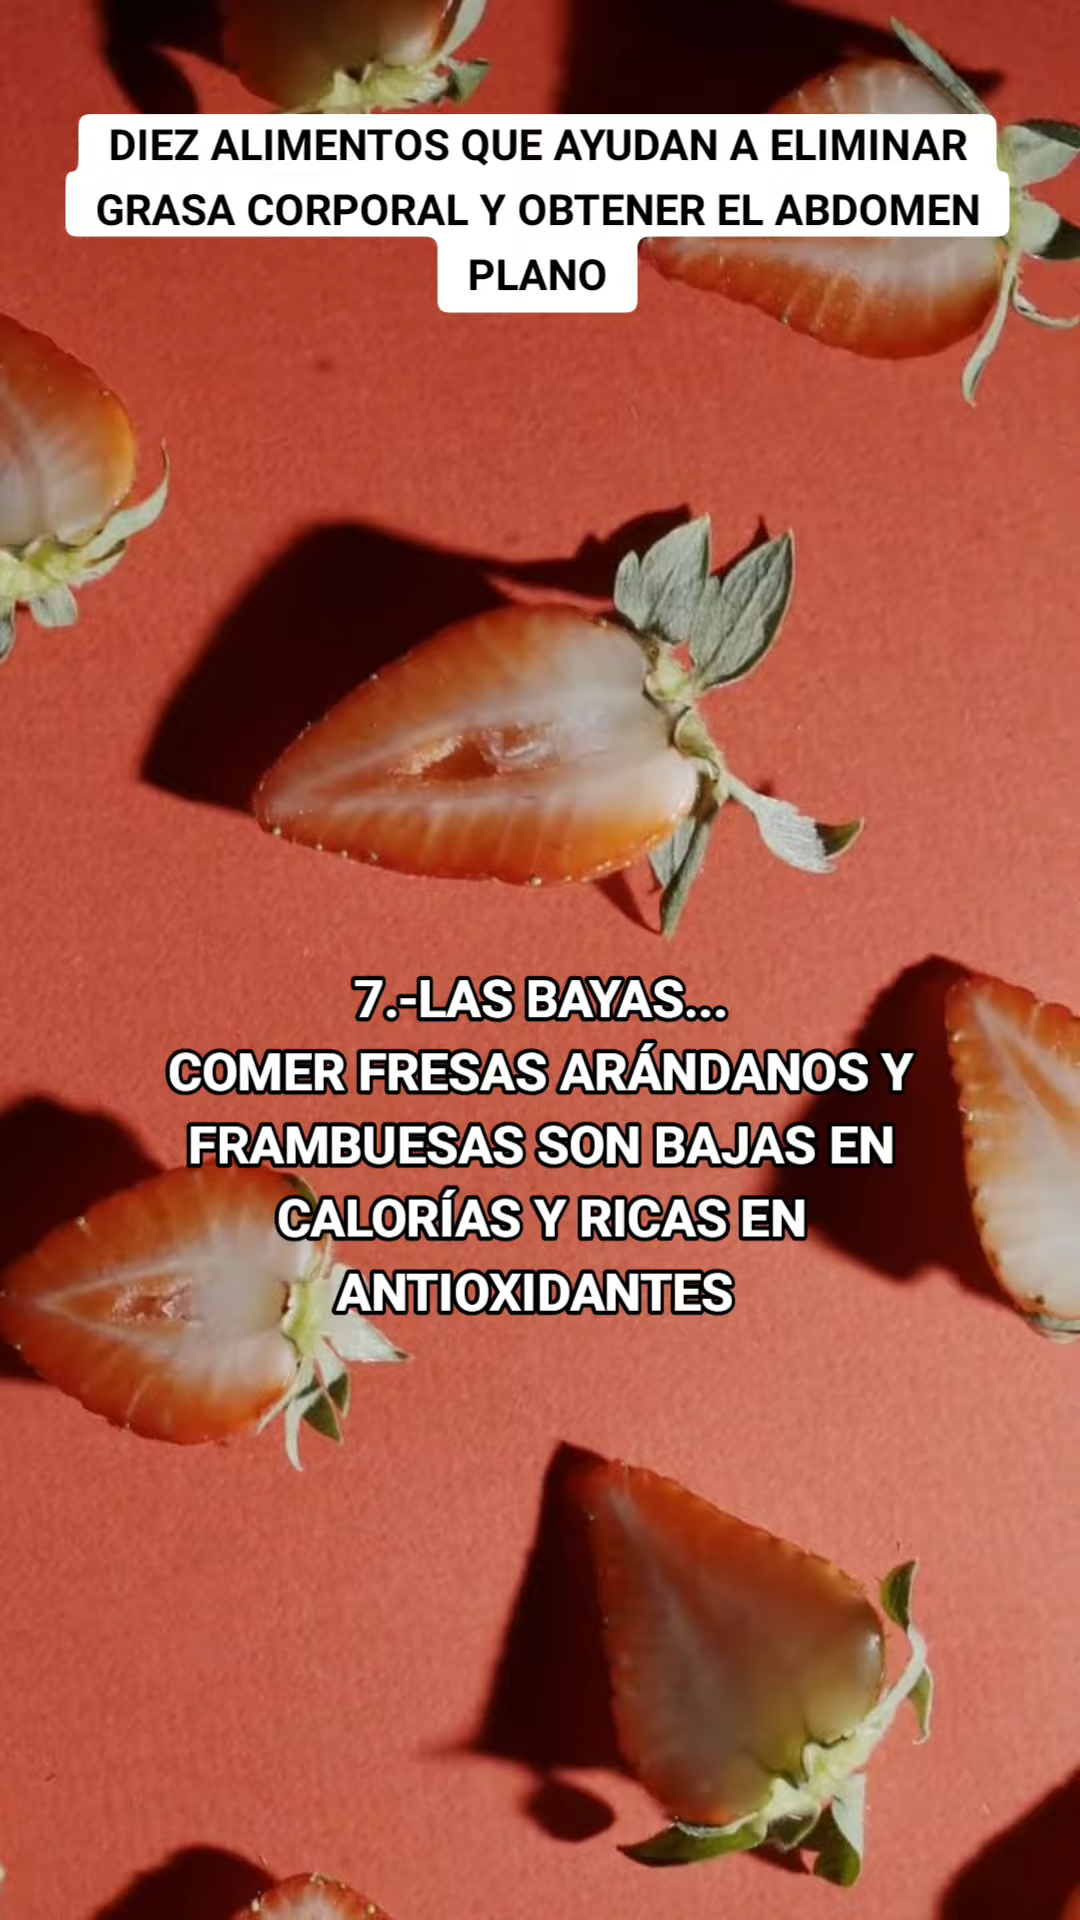 DIEZ ALIMENTOS QUE AYUDAN A ELIMINAR
GRASA CORPORAL Y OBTENER EL ABDOMEN
PLANO
7.-LAS BAYAS...
COMER FRESAS ARÁNDANOS Y
FRAMBUESAS SON BAJAS EN
CALORÍAS Y RICAS EN
ANTIOXIDANTES